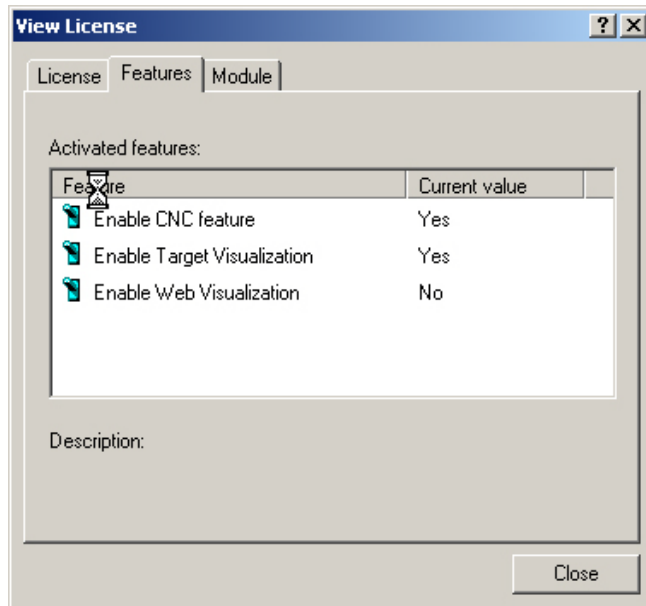 View License
License Features Module
Activated features:
Feature Current value
Enable CNC feature Yes
Enable Target Visualization Yes
Enable Web Visualization No
Description:
Close